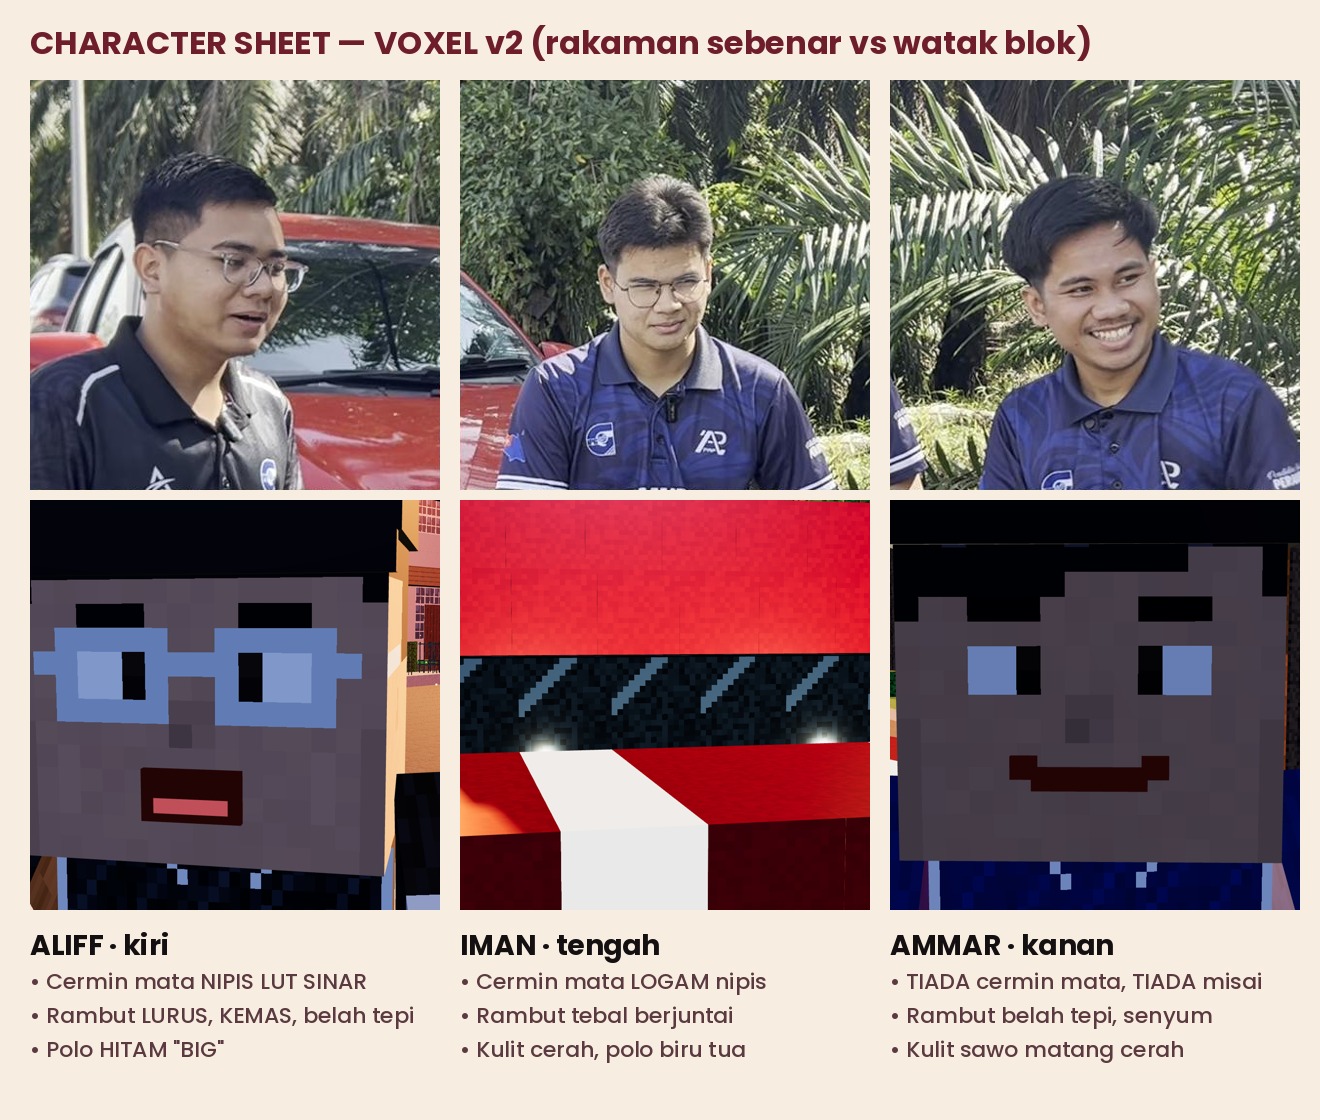 CHARACTER SHEET — VOXEL v2 (rakaman sebenar vs watak blok)
ALIFF · kiri
• Cermin mata NIPIS LUT SINAR
• Rambut LURUS, KEMAS, belah tepi
• Polo HITAM "BIG"
IMAN · tengah
• Cermin mata LOGAM nipis
• Rambut tebal berjuntai
• Kulit cerah, polo biru tua
AMMAR · kanan
• TIADA cermin mata, TIADA misai
• Rambut belah tepi, senyum
• Kulit sawo matang cerah